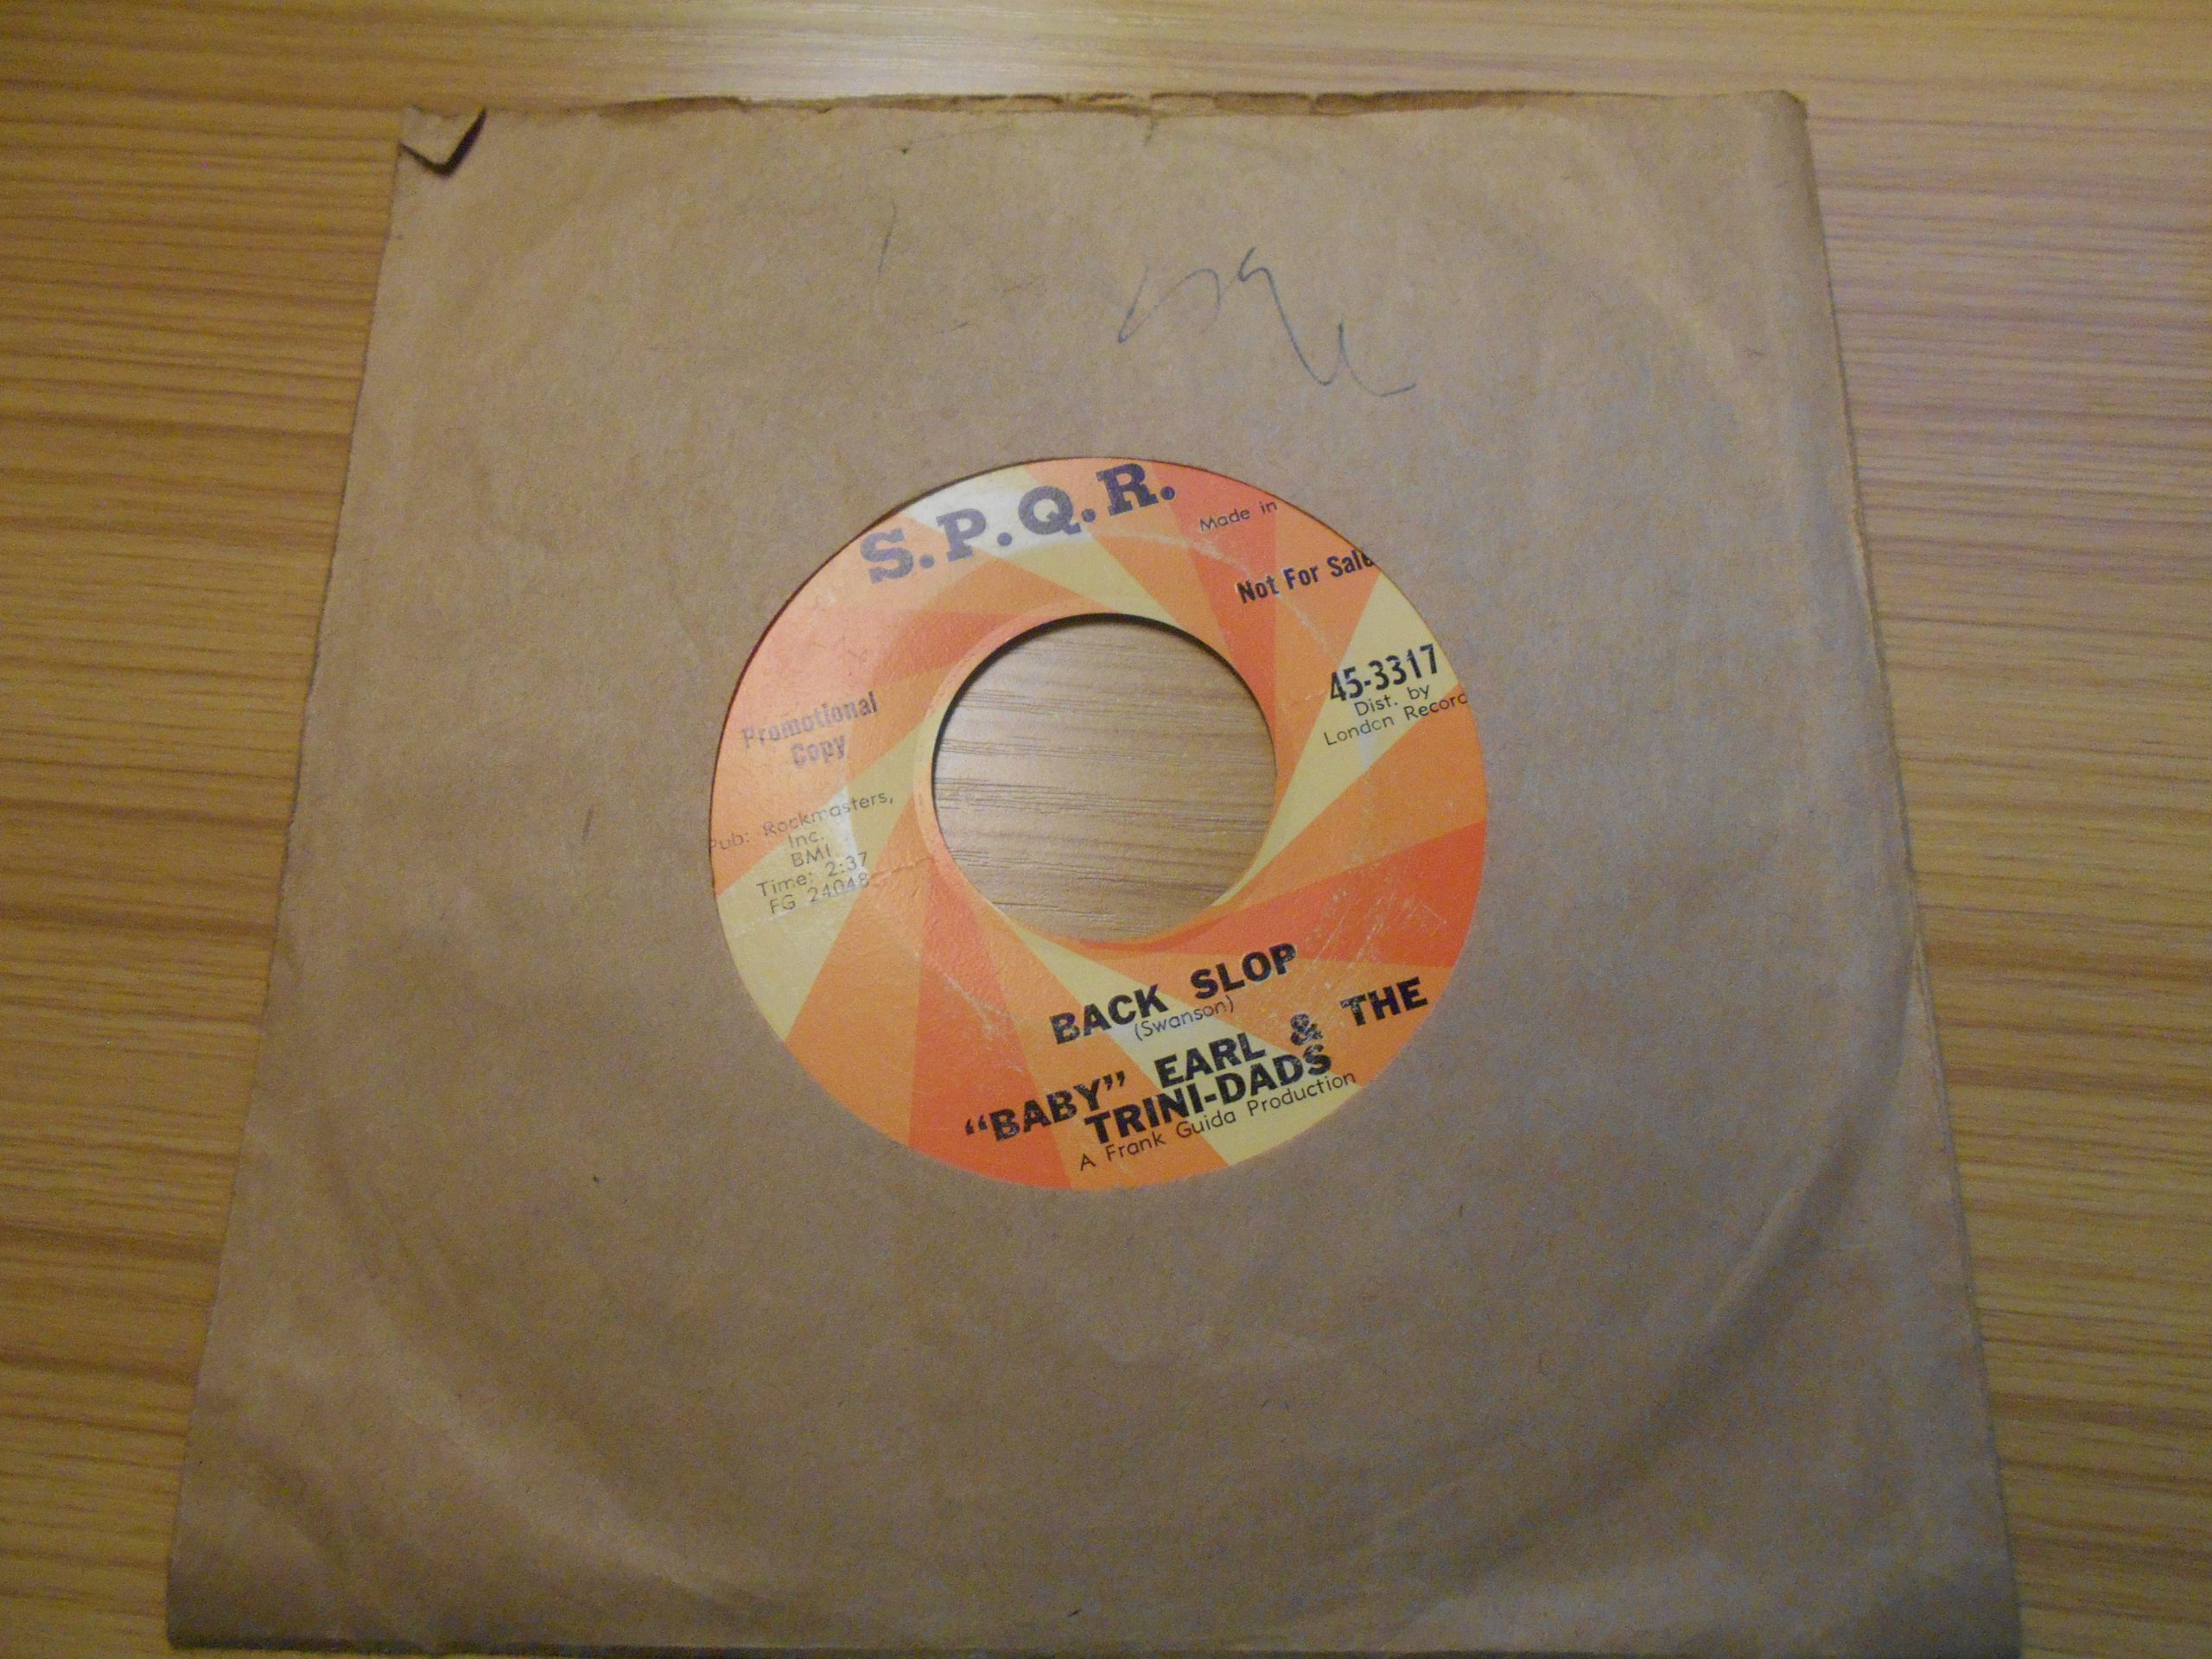 S.P.Q.R.
Made in
Not For Sale
45-3317
Dist. by
London Record
Promotional
Copy
Pub: Rockmasters,
Inc.
BMI
Time: 2:37
FG 24048
BACK SLOP
(Swanson)
"BABY" EARL & THE
TRINI-DADS
A Frank Guida Production